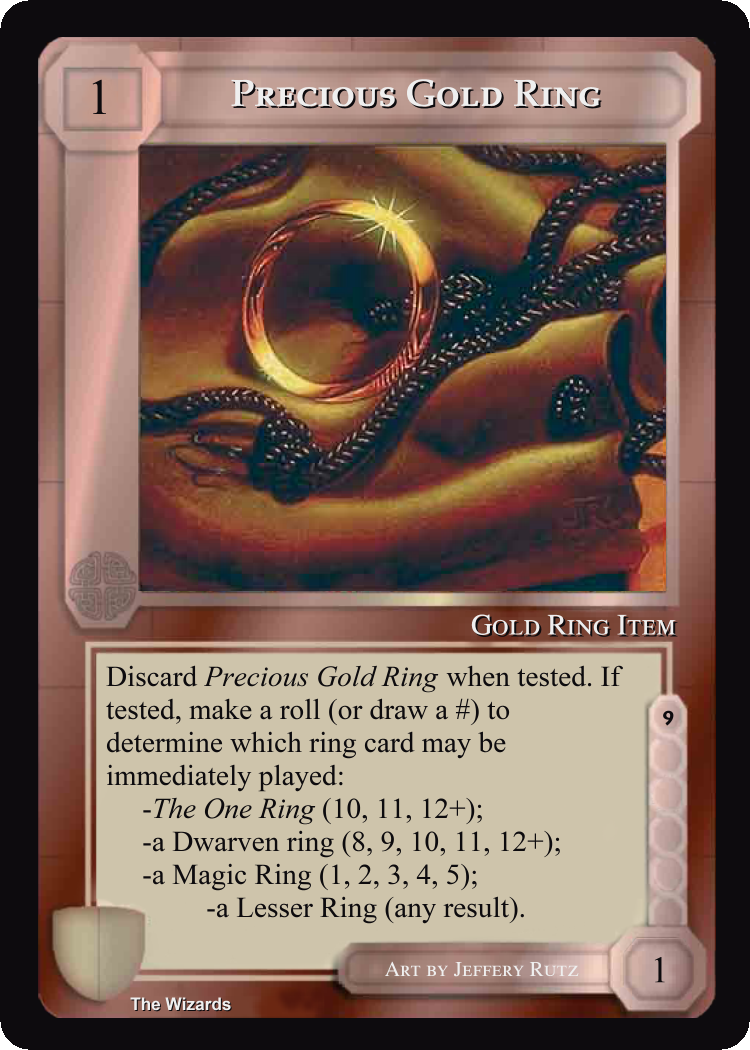 1
Precious Gold Ring
Gold Ring Item
Discard Precious Gold Ring when tested. If
tested, make a roll (or draw a #) to
determine which ring card may be
immediately played:
-The One Ring (10, 11, 12+);
-a Dwarven ring (8, 9, 10, 11, 12+);
-a Magic Ring (1, 2, 3, 4, 5);
-a Lesser Ring (any result).
9
Art by Jeffery Rutz
1
The Wizards